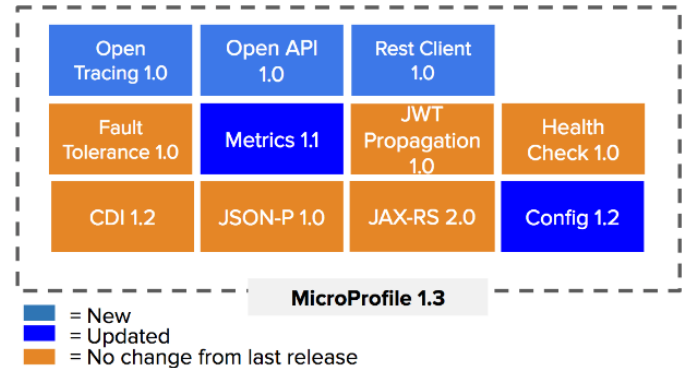 Open
Tracing 1.0
Open API
1.0
Rest Client
1.0
Fault
Tolerance 1.0
Metrics 1.1
JWT
Propagation
1.0
Health
Check 1.0
CDI 1.2
JSON-P 1.0
JAX-RS 2.0
Config 1.2
MicroProfile 1.3
= New
= Updated
= No change from last release